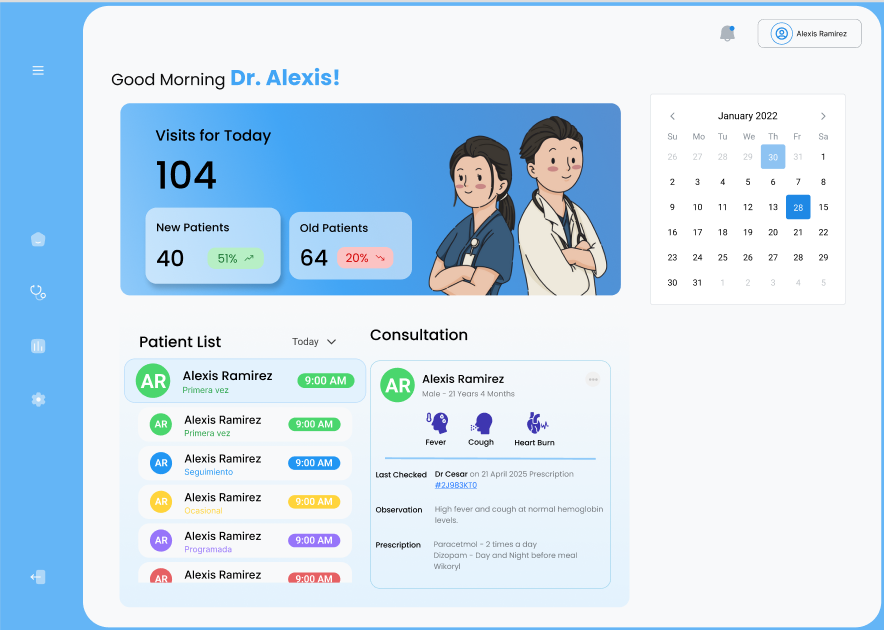 Alexis Ramirez
Good Morning Dr. Alexis!
Visits for Today
104
New Patients
40 51%
Old Patients
64 20%
January 2022
Su Mo Tu We Th Fr Sa
26 27 28 29 30 31 1
2 3 4 5 6 7 8
9 10 11 12 13 28 15
16 17 18 19 20 21 22
23 24 25 26 27 28 29
30 31 1 2 3 4 5
Patient List
Today
AR
Alexis Ramirez
Primera vez
9:00 AM
AR
Alexis Ramirez
Primera vez
9:00 AM
AR
Alexis Ramirez
Seguimiento
9:00 AM
AR
Alexis Ramirez
Ocasional
9:00 AM
AR
Alexis Ramirez
Programada
9:00 AM
AR
Alexis Ramirez
9:00 AM
Consultation
AR
Alexis Ramirez
Male - 21 Years 4 Months
Fever
Cough
Heart Burn
Last Checked
Dr Cesar on 21 April 2025 Prescription
#2J983KT0
Observation
High fever and cough at normal hemoglobin
levels.
Prescription
Paracetmol - 2 times a day
Dizopam - Day and Night before meal
Wikoryl